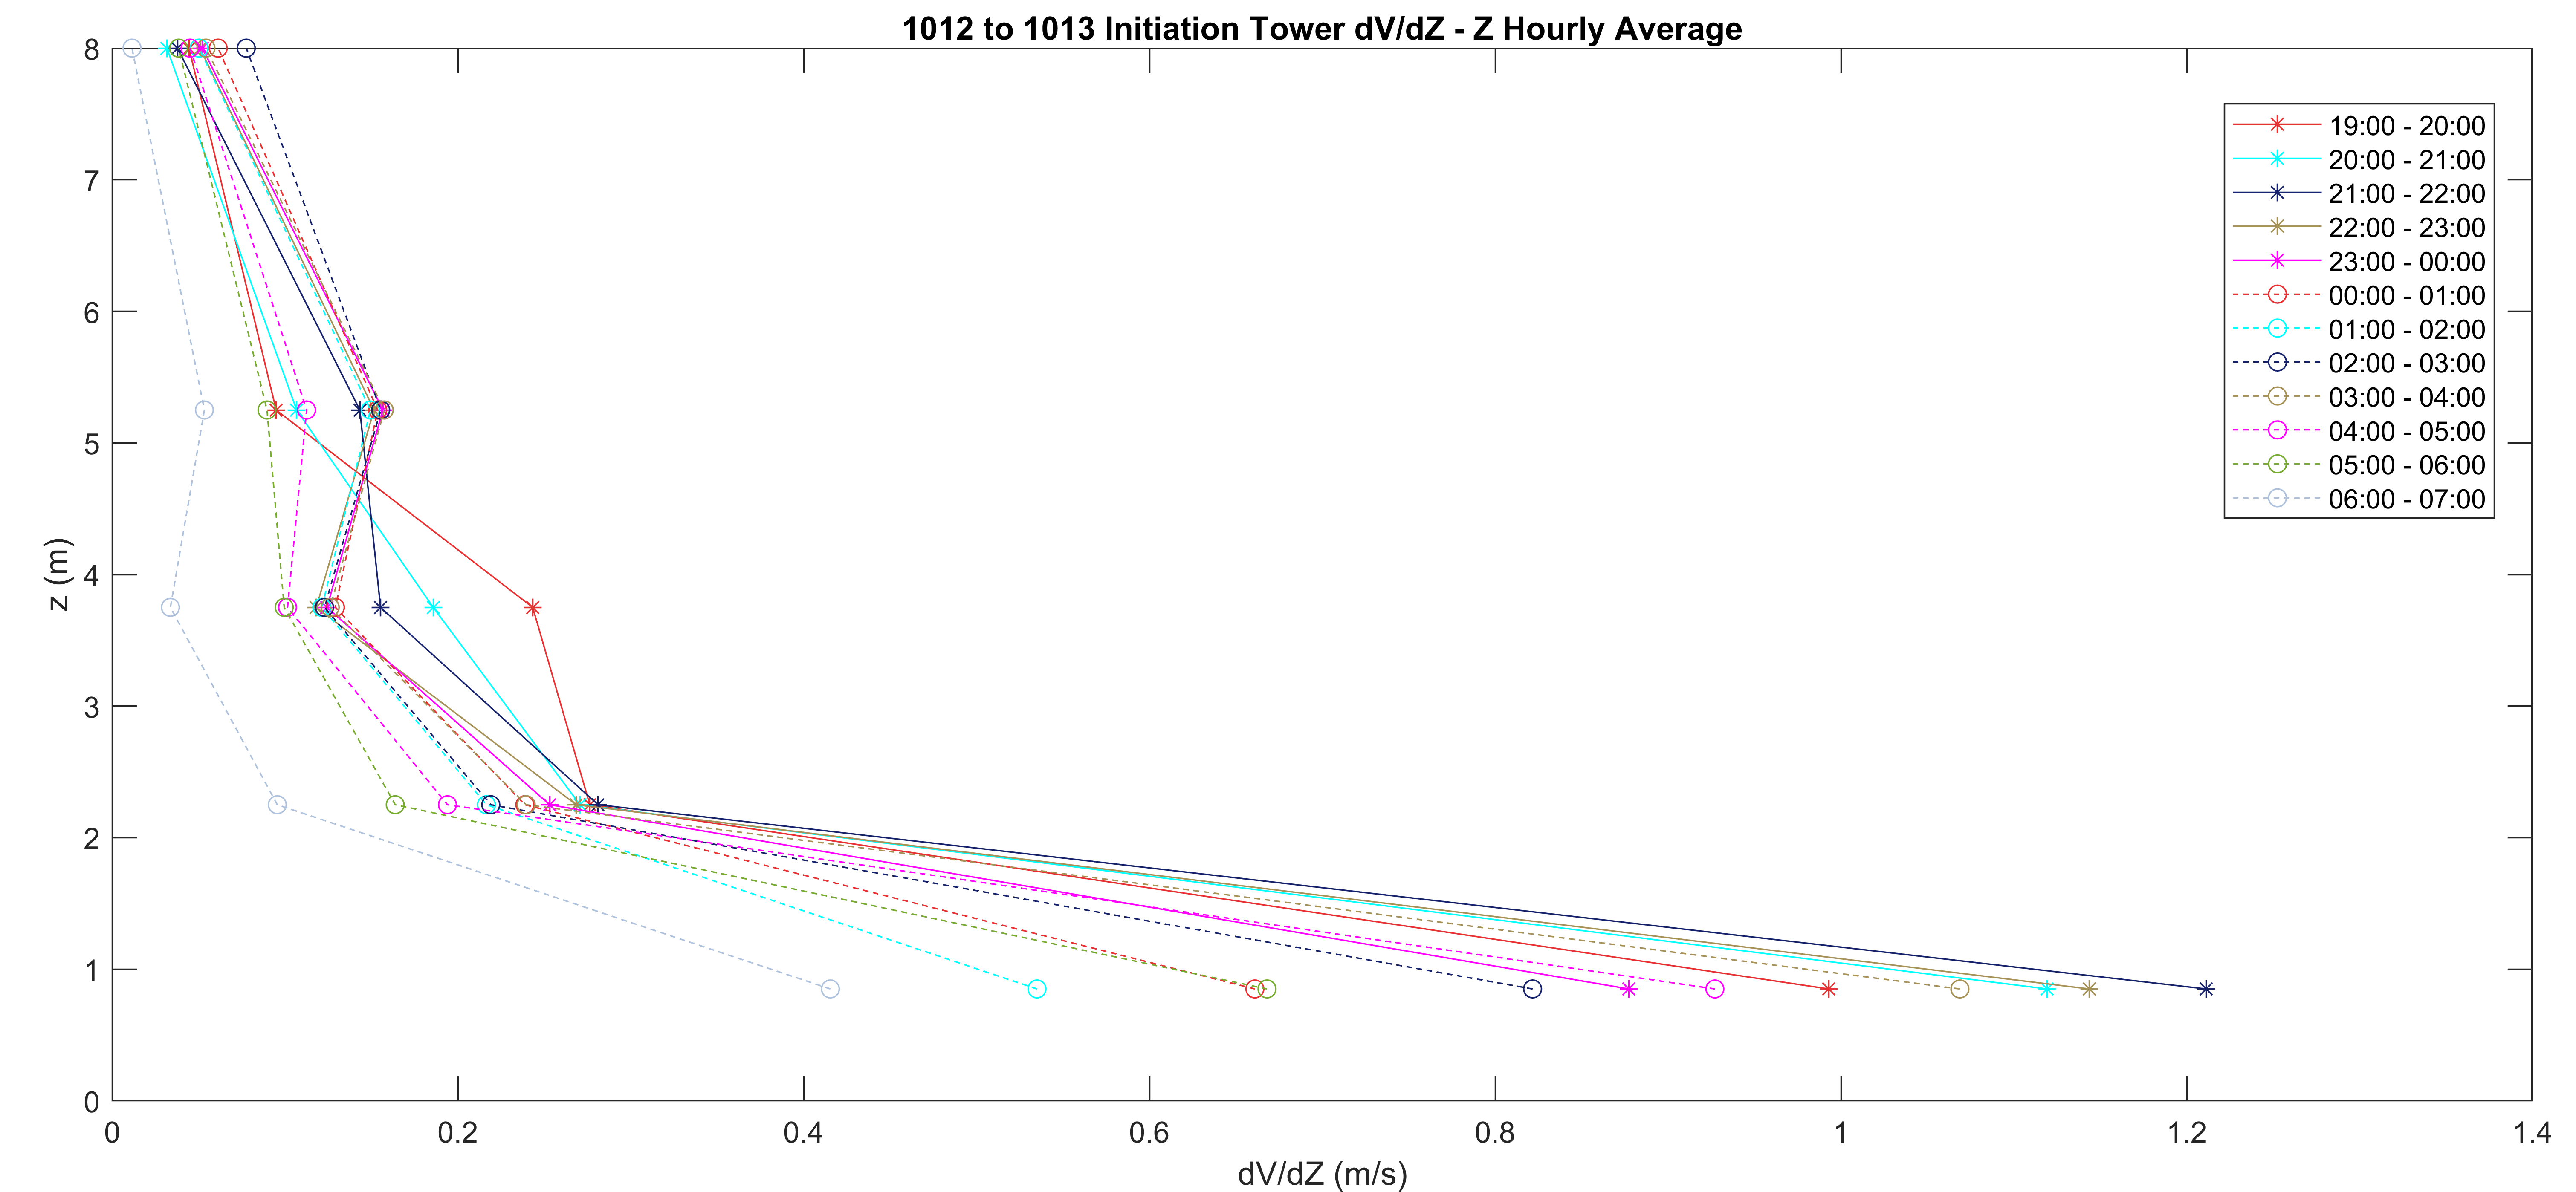 1012 to 1013 Initiation Tower dV/dZ - Z Hourly Average
8
7
6
5
4
3
2
1
0
z (m)
19:00 - 20:00
20:00 - 21:00
21:00 - 22:00
22:00 - 23:00
23:00 - 00:00
00:00 - 01:00
01:00 - 02:00
02:00 - 03:00
03:00 - 04:00
04:00 - 05:00
05:00 - 06:00
06:00 - 07:00
0 0.2 0.4 0.6 0.8 1 1.2 1.4
dV/dZ (m/s)